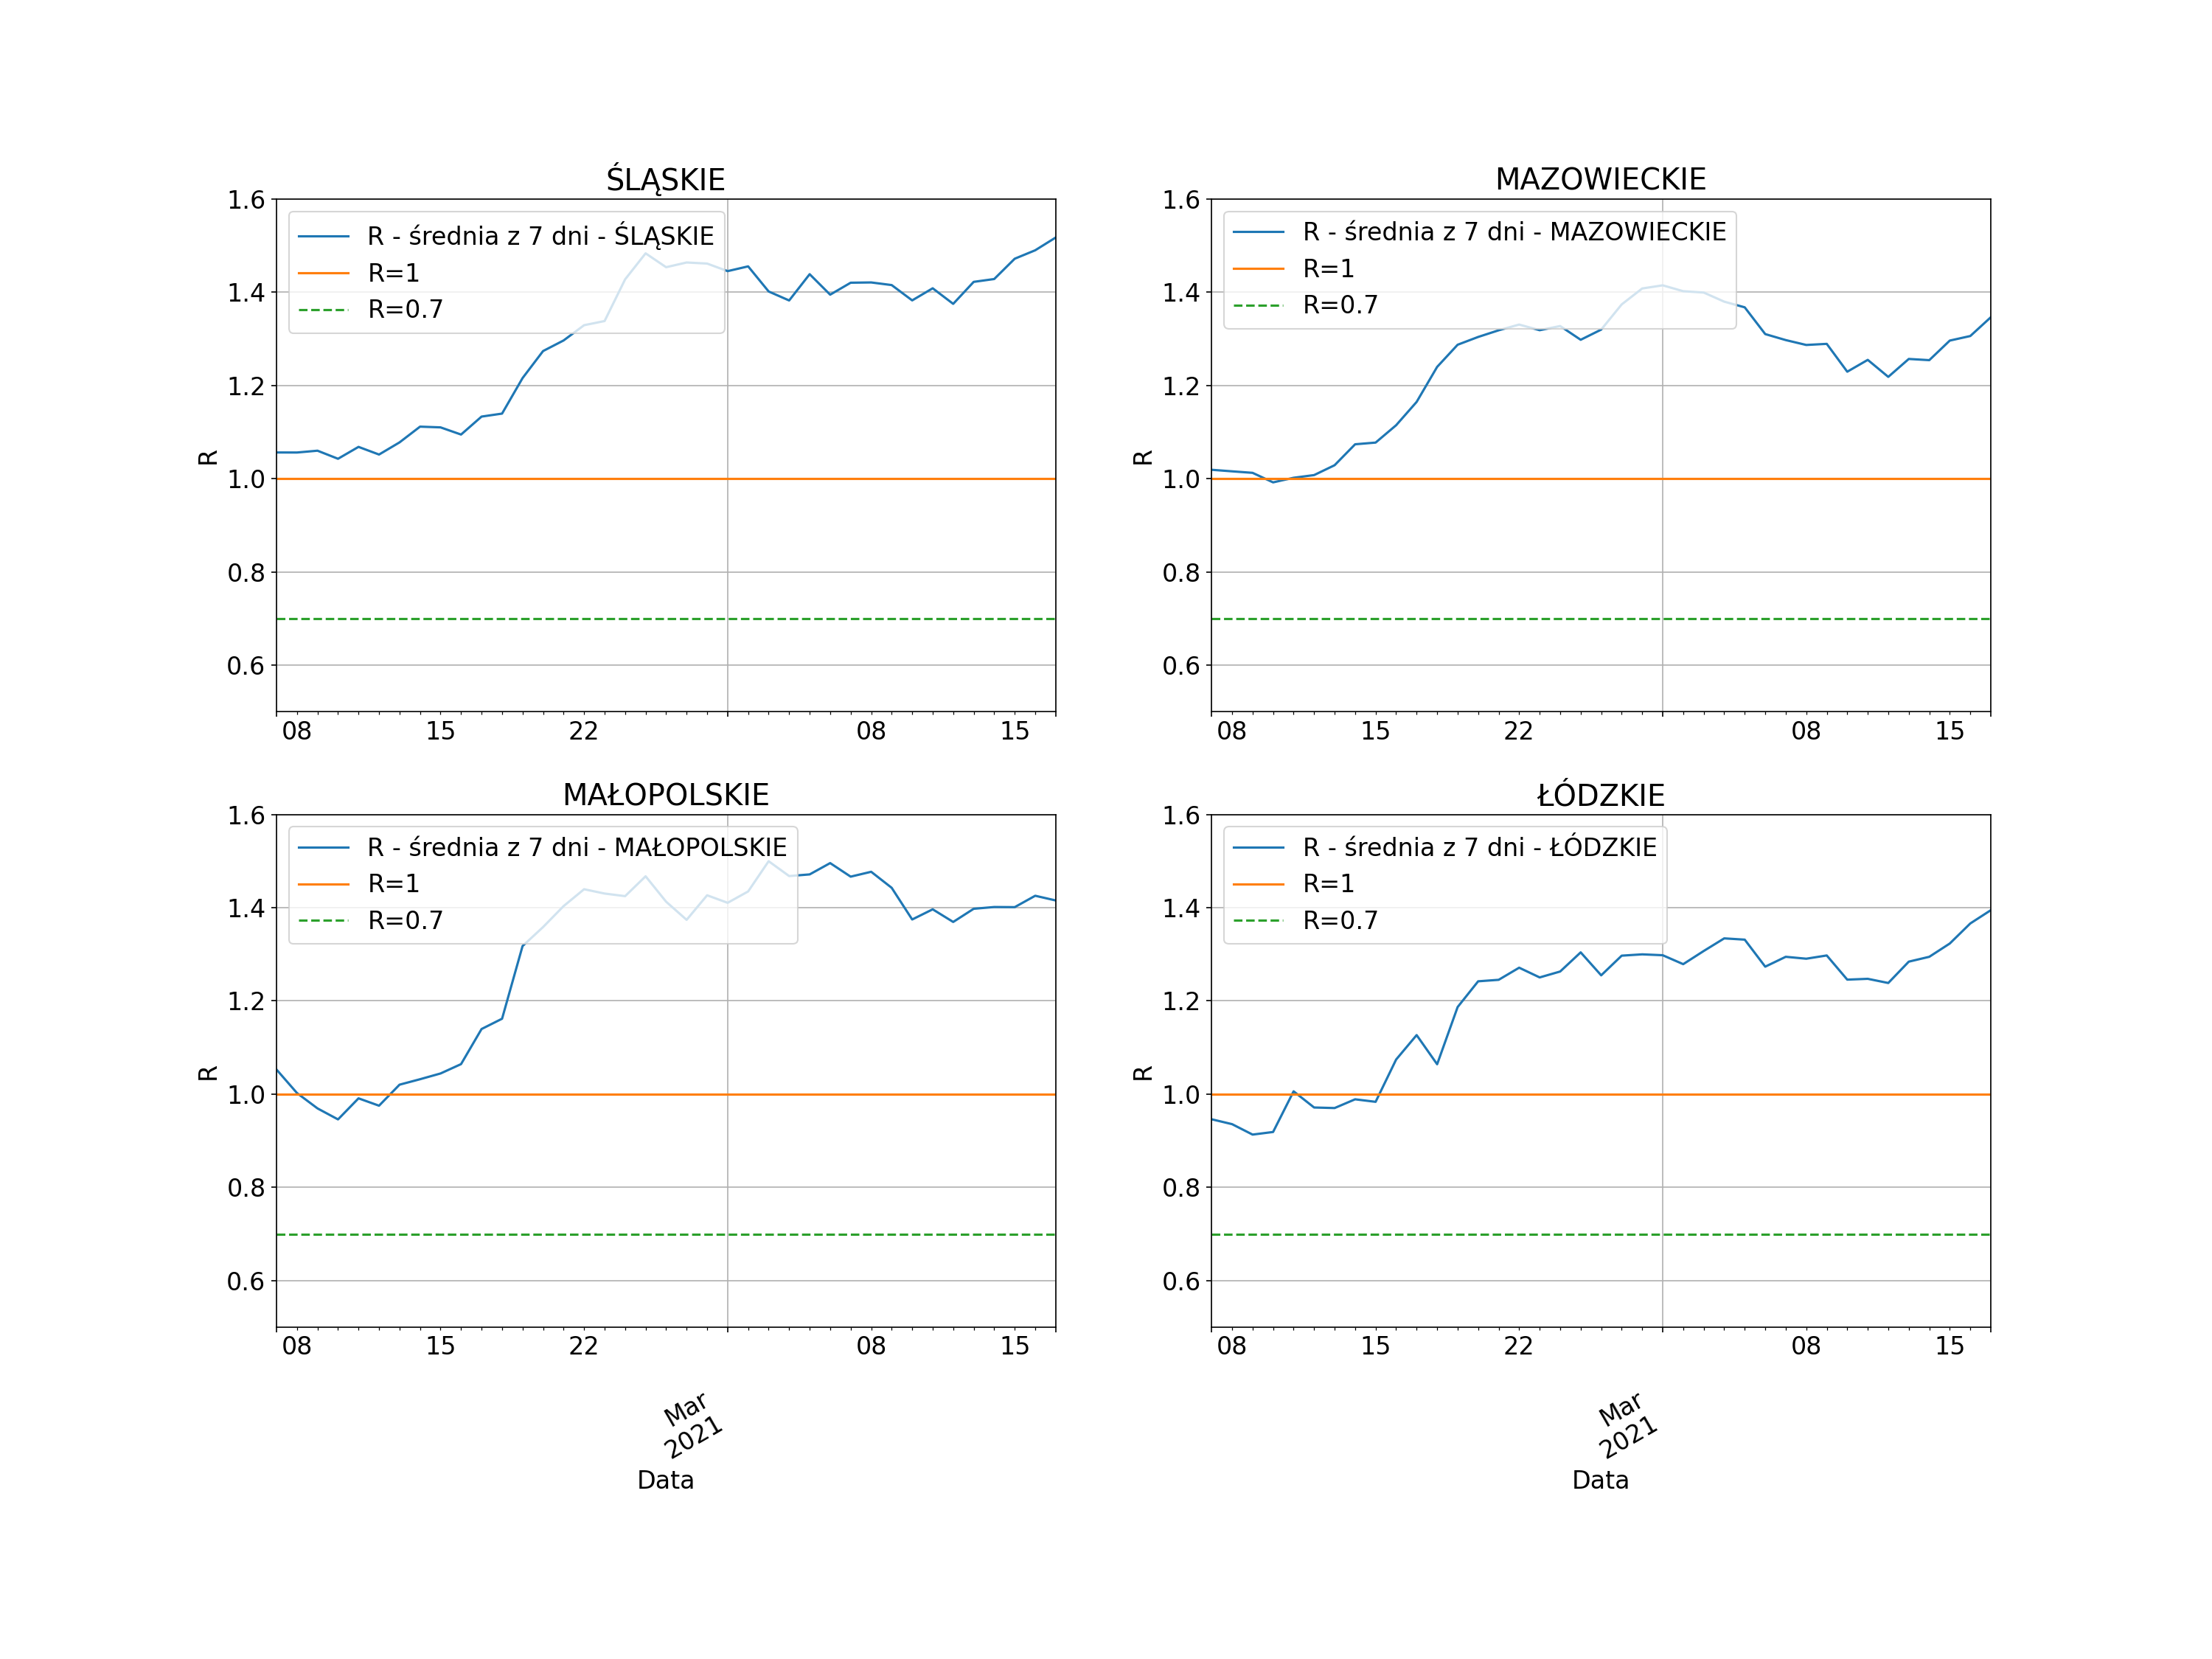 ŚLĄSKIE
R - średnia z 7 dni - ŚLĄSKIE
R=1
R=0.7
R
1.6
1.4
1.2
1.0
0.8
0.6
08 15 22 08 15
MAZOWIECKIE
R - średnia z 7 dni - MAZOWIECKIE
R=1
R=0.7
R
1.6
1.4
1.2
1.0
0.8
0.6
08 15 22 08 15
MAŁOPOLSKIE
R - średnia z 7 dni - MAŁOPOLSKIE
R=1
R=0.7
R
1.6
1.4
1.2
1.0
0.8
0.6
08 15 22 08 15
Mar
2021
Data
ŁÓDZKIE
R - średnia z 7 dni - ŁÓDZKIE
R=1
R=0.7
R
1.6
1.4
1.2
1.0
0.8
0.6
08 15 22 08 15
Mar
2021
Data